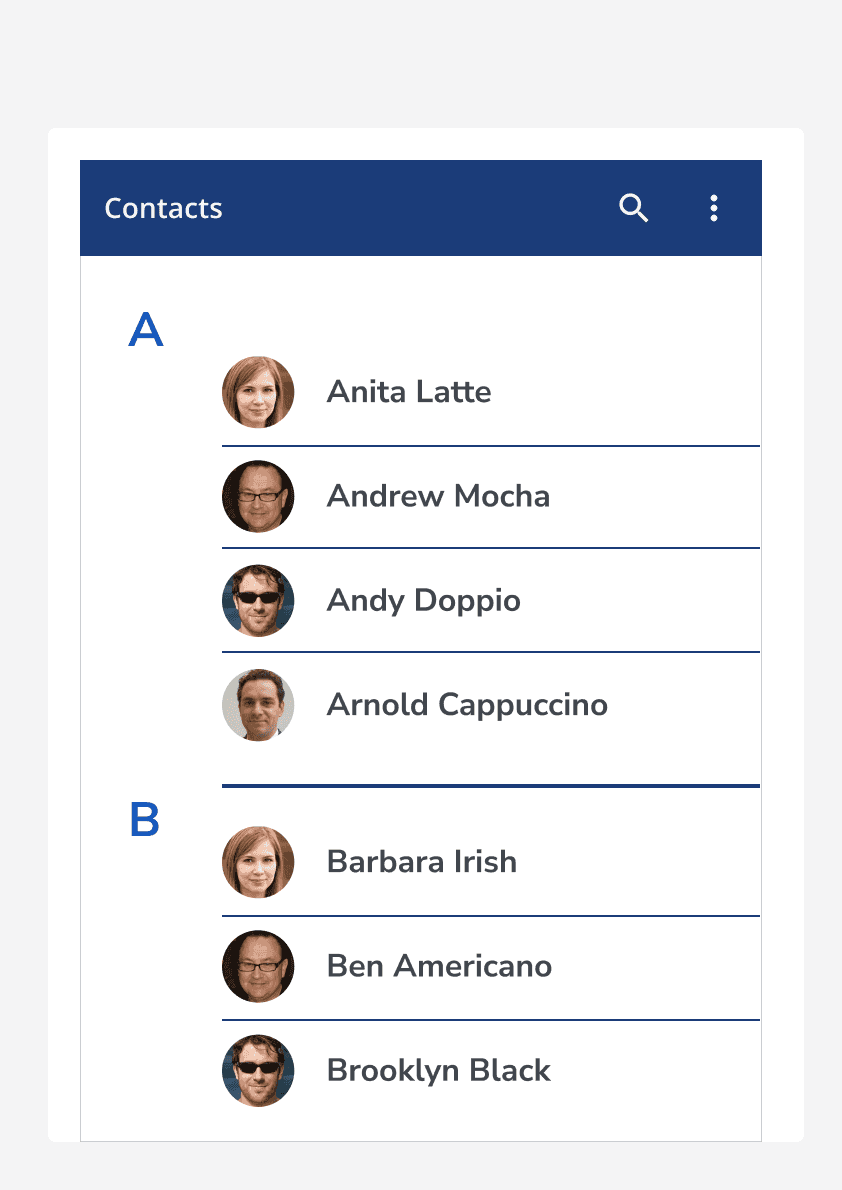 Contacts
A
Anita Latte
Andrew Mocha
Andy Doppio
Arnold Cappuccino
B
Barbara Irish
Ben Americano
Brooklyn Black